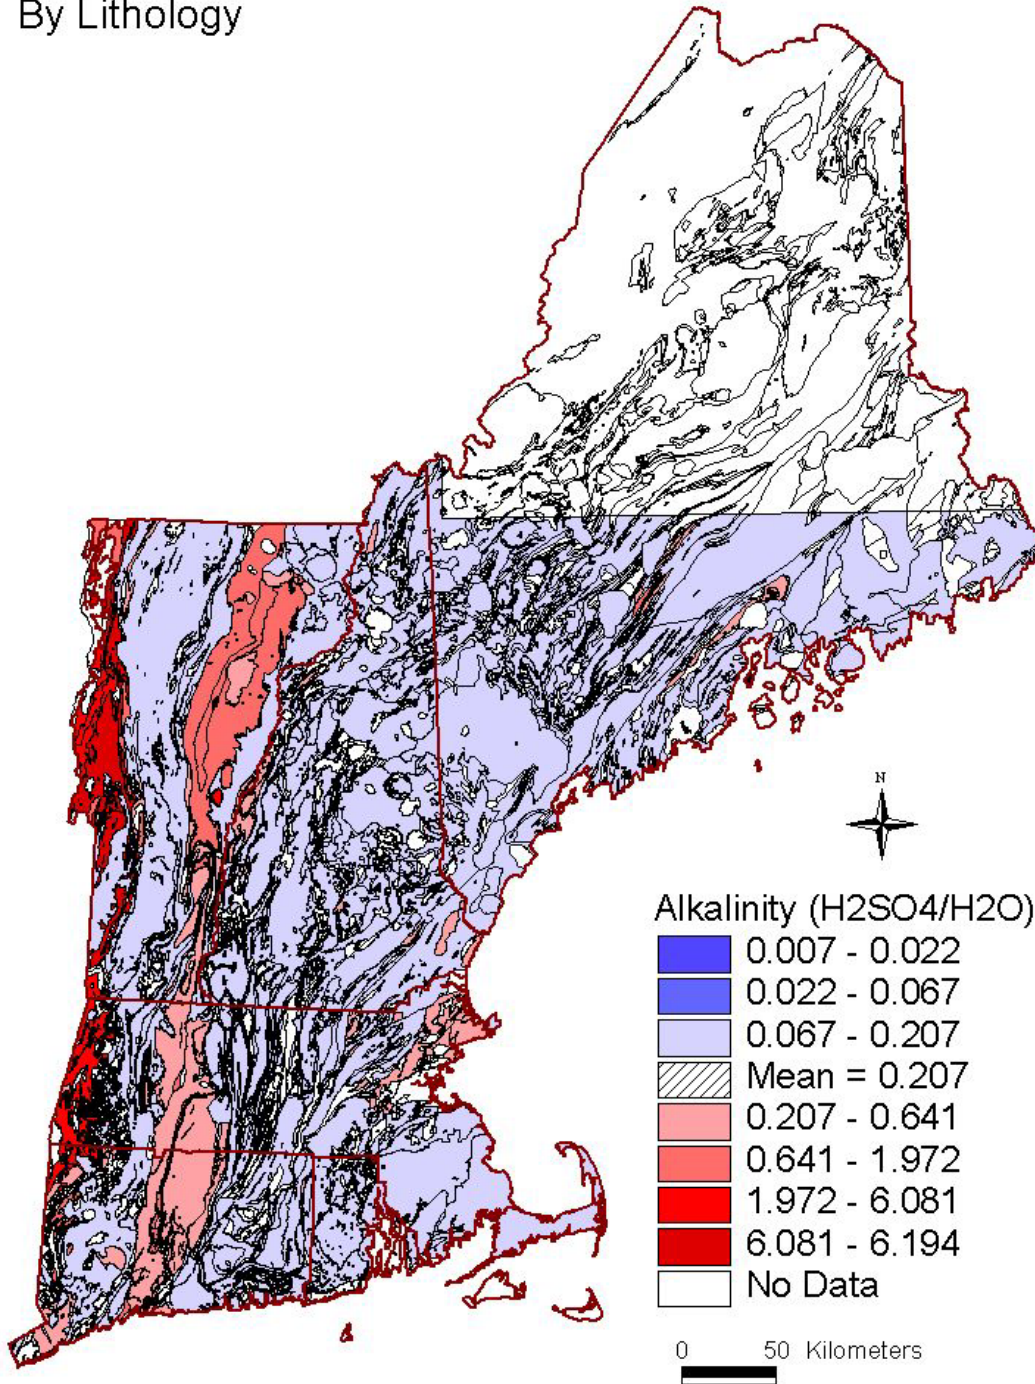 By Lithology
N
Alkalinity (H2SO4/H2O)
0.007 - 0.022
0.022 - 0.067
0.067 - 0.207
Mean = 0.207
0.207 - 0.641
0.641 - 1.972
1.972 - 6.081
6.081 - 6.194
No Data
0 50 Kilometers